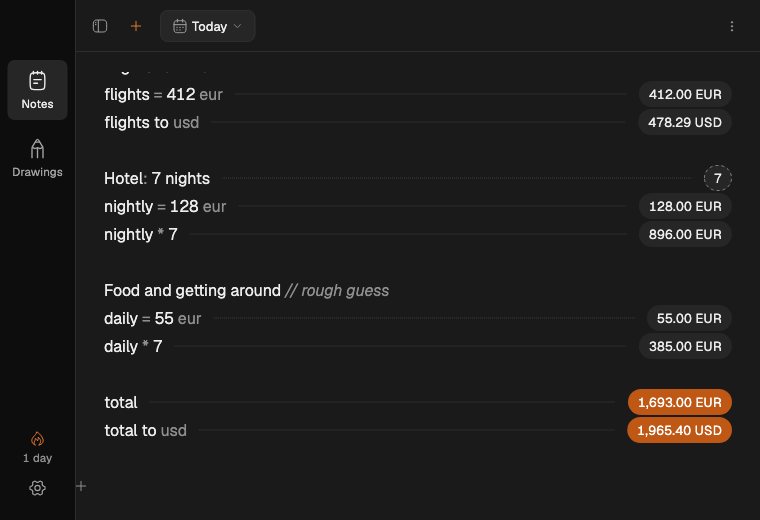 Today
Notes
Drawings
flights = 412 eur 412.00 EUR
flights to usd 478.29 USD
Hotel: 7 nights 7
nightly = 128 eur 128.00 EUR
nightly * 7 896.00 EUR
Food and getting around // rough guess
daily = 55 eur 55.00 EUR
daily * 7 385.00 EUR
total 1,693.00 EUR
total to usd 1,965.40 USD
1 day